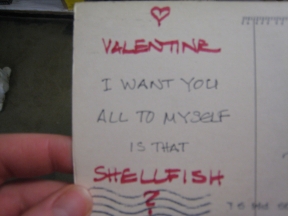 VALENTINE
I WANT YOU
ALL TO MYSELF
IS THAT
SHELLFISH
?